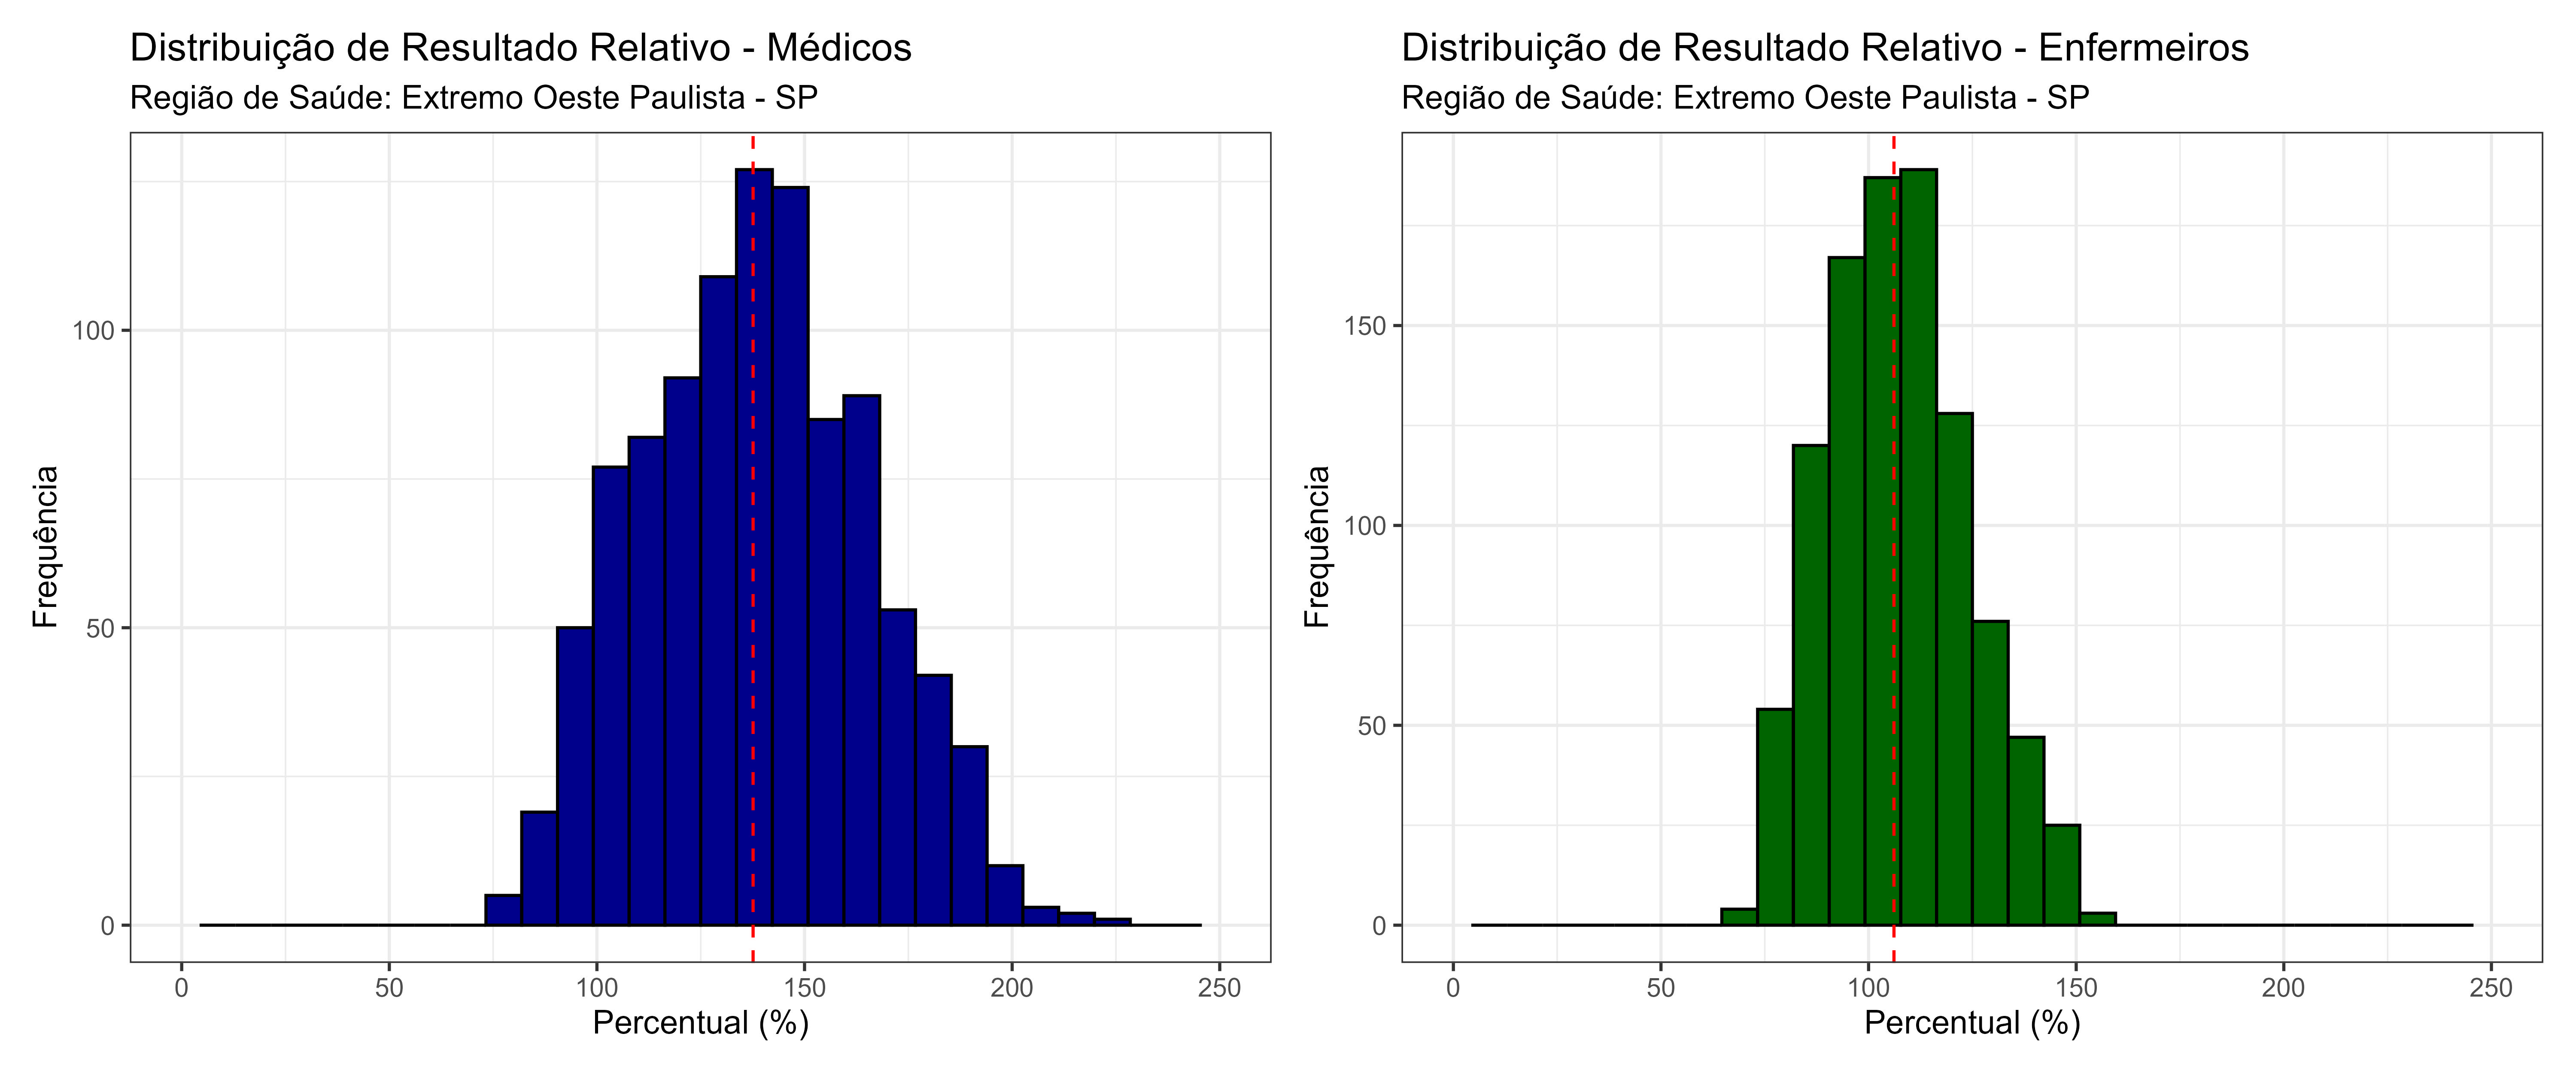 Distribuição de Resultado Relativo - Médicos
Região de Saúde: Extremo Oeste Paulista - SP
Frequência
100
50
0
0 50 100 150 200 250
Percentual (%)
Distribuição de Resultado Relativo - Enfermeiros
Região de Saúde: Extremo Oeste Paulista - SP
Frequência
150
100
50
0
0 50 100 150 200 250
Percentual (%)